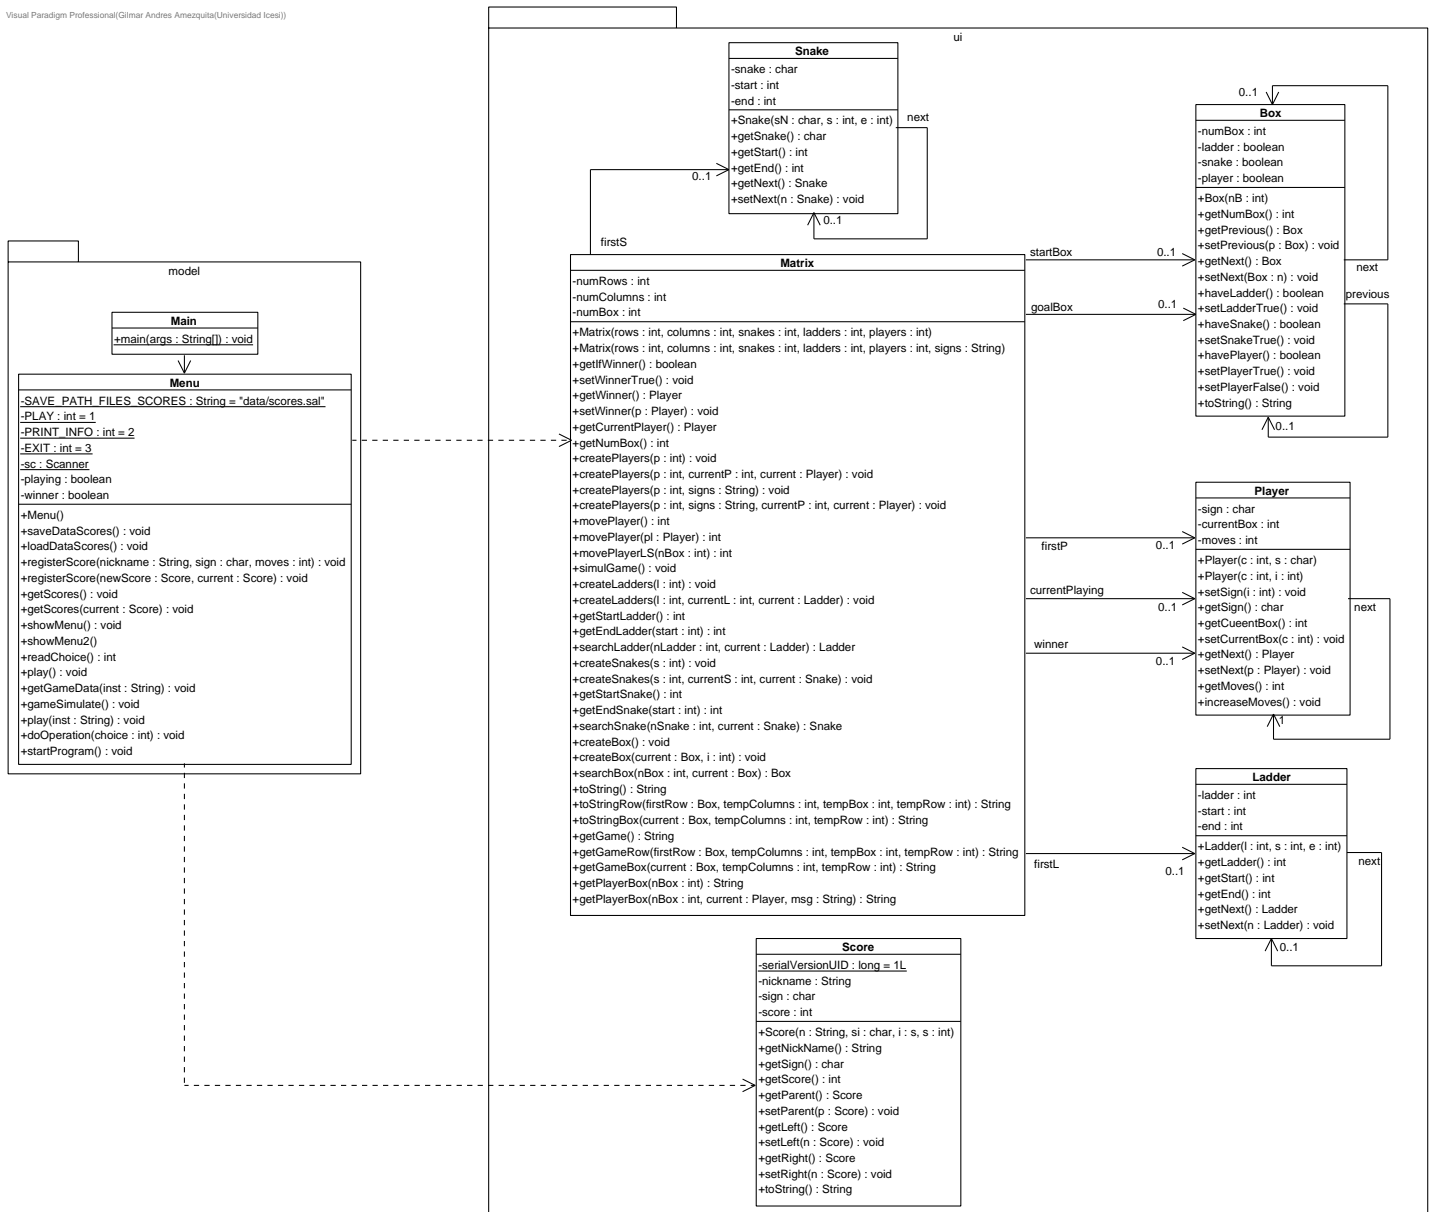 Visual Paradigm Professional(Gilmar Andres Amezquita(Universidad Icesi))
ui
Snake
-snake : char
-start : int
-end : int
+Snake(sN : char, s : int, e : int)
+getSnake() : char
+getStart() : int
+getEnd() : int
+getNext() : Snake
+setNext(n : Snake) : void
next
0..1
0..1
firstS
0..1
Box
-numBox : int
-ladder : boolean
-snake : boolean
-player : boolean
+Box(nB : int)
+getNumBox() : int
+getPrevious() : Box
+setPrevious(p : Box) : void
+getNext() : Box
+setNext(Box : n) : void
+haveLadder() : boolean
+setLadderTrue() : void
+haveSnake() : boolean
+setSnakeTrue() : void
+havePlayer() : boolean
+setPlayerTrue() : void
+setPlayerFalse() : void
+toString() : String
next
previous
0..1
model
Main
+main(args : String[]) : void
Menu
-SAVE_PATH_FILES_SCORES : String = "data/scores.sal"
-PLAY : int = 1
-PRINT_INFO : int = 2
-EXIT : int = 3
-sc : Scanner
-playing : boolean
-winner : boolean
+Menu()
+saveDataScores() : void
+loadDataScores() : void
+registerScore(nickname : String, sign : char, moves : int) : void
+registerScore(newScore : Score, current : Score) : void
+getScores() : void
+getScores(current : Score) : void
+showMenu() : void
+showMenu2()
+readChoice() : int
+play() : void
+getGameData(inst : String) : void
+gameSimulate() : void
+play(inst : String) : void
+doOperation(choice : int) : void
+startProgram() : void
Matrix
-numRows : int
-numColumns : int
-numBox : int
+Matrix(rows : int, columns : int, snakes : int, ladders : int, players : int)
+Matrix(rows : int, columns : int, snakes : int, ladders : int, players : int, signs : String)
+getIfWinner() : boolean
+setWinnerTrue() : void
+getWinner() : Player
+setWinner(p : Player) : void
+getCurrentPlayer() : Player
+getNumBox() : int
+createPlayers(p : int) : void
+createPlayers(p : int, currentP : int, current : Player) : void
+createPlayers(p : int, signs : String) : void
+createPlayers(p : int, signs : String, currentP : int, current : Player) : void
+movePlayer() : int
+movePlayer(pl : Player) : int
+movePlayerLS(nBox : int) : int
+simulGame() : void
+createLadders(l : int) : void
+createLadders(l : int, currentL : int, current : Ladder) : void
+getStartLadder() : int
+getEndLadder(start : int) : int
+searchLadder(nLadder : int, current : Ladder) : Ladder
+createSnakes(s : int) : void
+createSnakes(s : int, currentS : int, current : Snake) : void
+getStartSnake() : int
+getEndSnake(start : int) : int
+searchSnake(nSnake : int, current : Snake) : Snake
+createBox() : void
+createBox(current : Box, i : int) : void
+searchBox(nBox : int, current : Box) : Box
+toString() : String
+toStringRow(firstRow : Box, tempColumns : int, tempBox : int, tempRow : int) : String
+toStringBox(current : Box, tempColumns : int, tempRow : int) : String
+getGame() : String
+getGameRow(firstRow : Box, tempColumns : int, tempBox : int, tempRow : int) : String
+getGameBox(current : Box, tempColumns : int, tempRow : int) : String
+getPlayerBox(nBox : int) : String
+getPlayerBox(nBox : int, current : Player, msg : String) : String
startBox
0..1
goalBox
0..1
firstP
0..1
currentPlaying
0..1
winner
0..1
firstL
0..1
Player
-sign : char
-currentBox : int
-moves : int
+Player(c : int, s : char)
+Player(c : int, i : int)
+setSign(i : int) : void
+getSign() : char
+getCueentBox() : int
+setCurrentBox(c : int) : void
+getNext() : Player
+setNext(p : Player) : void
+getMoves() : int
+increaseMoves() : void
next
1
Ladder
-ladder : int
-start : int
-end : int
+Ladder(l : int, s : int, e : int)
+getLadder() : int
+getStart() : int
+getEnd() : int
+getNext() : Ladder
+setNext(n : Ladder) : void
next
0..1
Score
-serialVersionUID : long = 1L
-nickname : String
-sign : char
-score : int
+Score(n : String, si : char, i : s, s : int)
+getNickName() : String
+getSign() : char
+getScore() : int
+getParent() : Score
+setParent(p : Score) : void
+getLeft() : Score
+setLeft(n : Score) : void
+getRight() : Score
+setRight(n : Score) : void
+toString() : String